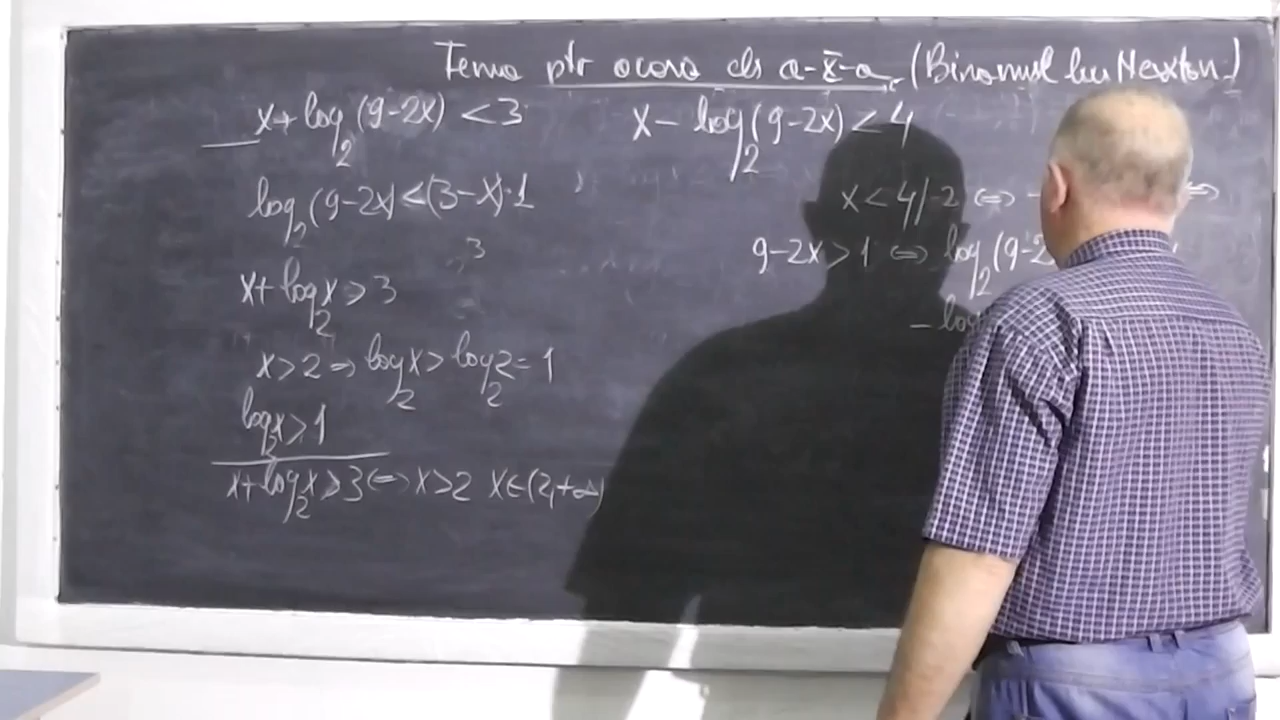 Tema ptr acasă cls a-X-a (Binomul lui Newton)
x+log₂(9-2x) <3
log₂(9-2x)<(3-x)·1
3
x+log₂x>3
x>2 ⇒ log₂x> log₂2=1
log₂x>1
x+log₂x>3 ⇔ x>2 x∈(2,+∞)
x-log₂(9-2x)<4
x<4/·-2 ⇔ - ⇔
9-2x>1 ⇔ log₂(9-2
-log